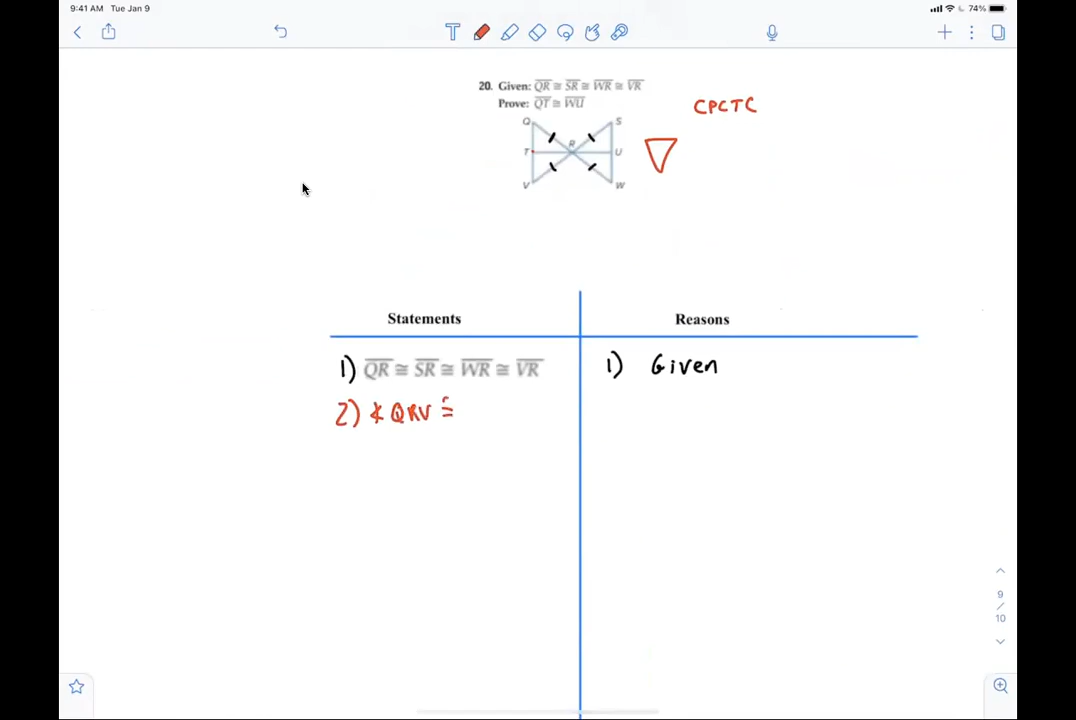 9:41 AM Tue Jan 9
74%
20. Given: QR ≅ SR ≅ WR ≅ VR
Prove: QT ≅ WU
CPCTC
Q S
R
T U
V W
Statements Reasons
1) QR ≅ SR ≅ WR ≅ VR 1) Given
2) ∡ QRV ≅
9
/
10